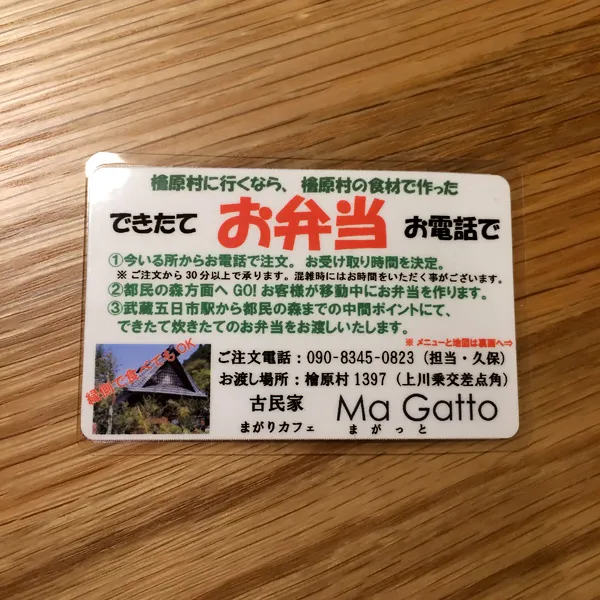 檜原村に行くなら、檜原村の食材で作った
できたて お弁当 お電話で
①今いる所からお電話で注文。お受け取り時間を決定。
※ ご注文から30分以上で承ります。混雑時にはお時間をいただく事がございます。
②都民の森方面へ GO! お客様が移動中にお弁当を作ります。
③武蔵五日市駅から都民の森までの中間ポイントにて、
できたて炊きたてのお弁当をお渡しいたします。
※ メニューと地図は裏面へ⇒
縁側で食べてもOK
ご注文電話:090-8345-0823(担当・久保)
お渡し場所:檜原村1397(上川乗交差点角)
古民家 Ma Gatto
まがりカフェ まがっと